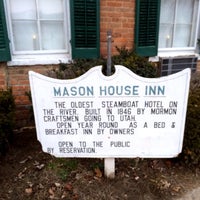 MASON HOUSE INN
THE OLDEST STEAMBOAT HOTEL ON
THE RIVER. BUILT IN 1846 BY MORMON
CRAFTSMEN GOING TO UTAH.
OPEN YEAR ROUND AS A BED &
BREAKFAST INN BY OWNERS
OPEN TO THE PUBLIC
BY RESERVATION